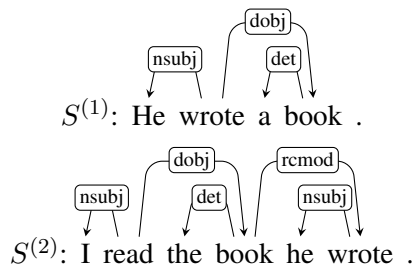 dobj
nsubj det
S(1): He wrote a book .
dobj rcmod
nsubj det nsubj
S(2): I read the book he wrote .